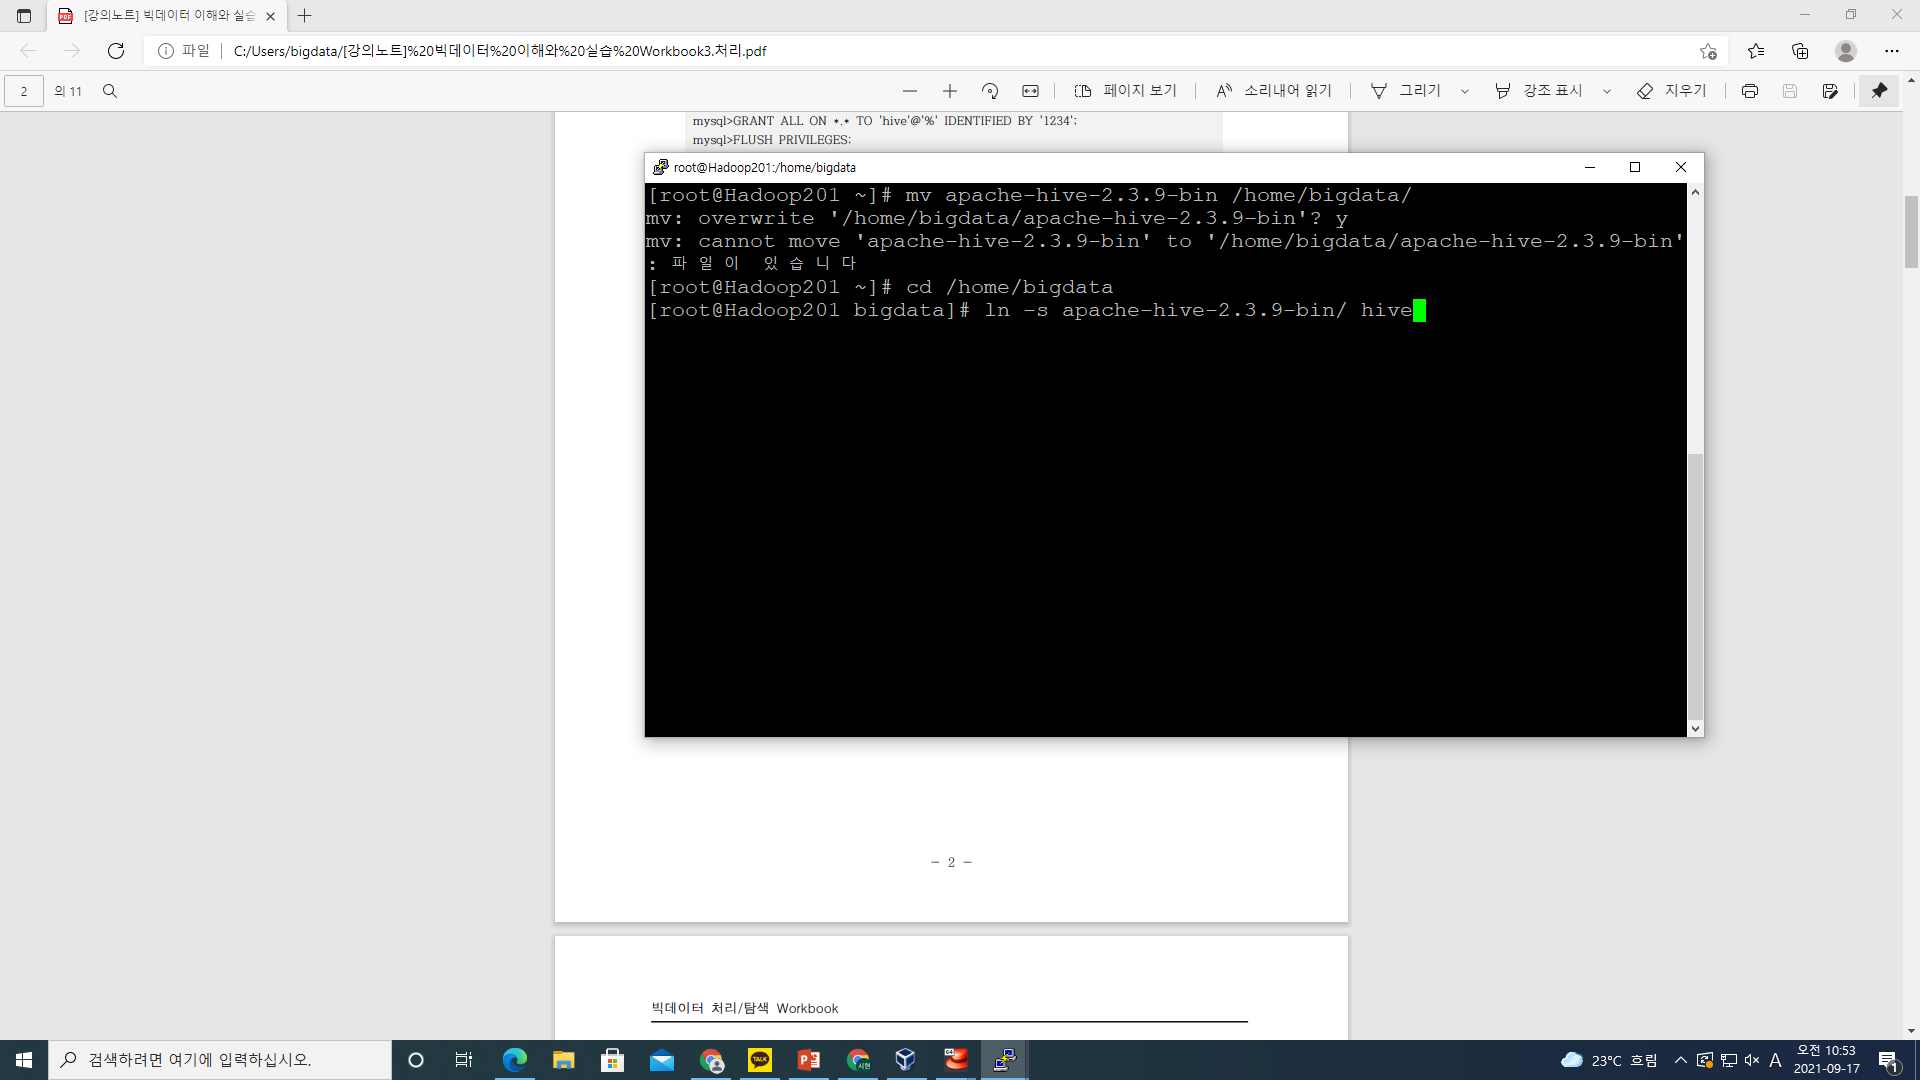 [강의노트] 빅데이터 이해와 실습
파일
C:/Users/bigdata/[강의노트]%20빅데이터%20이해와%20실습%20Workbook3.처리.pdf
2
의 11
페이지 보기
소리내어 읽기
그리기
강조 표시
지우기
mysql>GRANT ALL ON *.* TO 'hive'@'%' IDENTIFIED BY '1234';
mysql>FLUSH PRIVILEGES;
root@Hadoop201:/home/bigdata
[root@Hadoop201 ~]# mv apache-hive-2.3.9-bin /home/bigdata/
mv: overwrite '/home/bigdata/apache-hive-2.3.9-bin'? y
mv: cannot move 'apache-hive-2.3.9-bin' to '/home/bigdata/apache-hive-2.3.9-bin'
: 파일이 있습니다
[root@Hadoop201 ~]# cd /home/bigdata
[root@Hadoop201 bigdata]# ln -s apache-hive-2.3.9-bin/ hive
- 2 -
빅데이터 처리/탐색 Workbook
검색하려면 여기에 입력하십시오.
TALK
시현
64
23°C 흐림
A
오전 10:53
2021-09-17
1